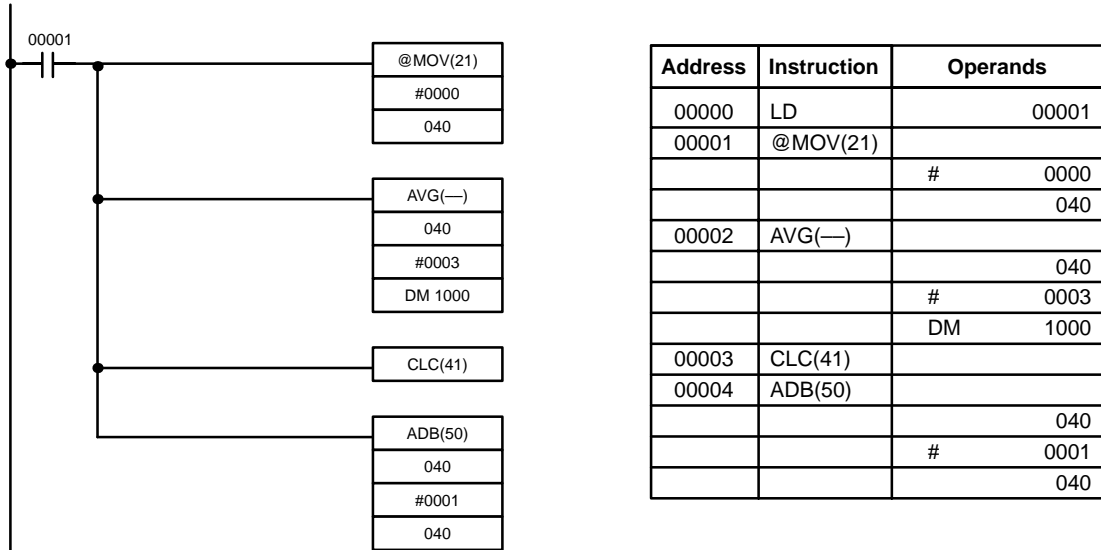 00001
@MOV(21)
#0000
040
AVG(––)
040
#0003
DM 1000
CLC(41)
ADB(50)
040
#0001
040
Address Instruction Operands
00000 LD 00001
00001 @MOV(21)
# 0000
040
00002 AVG(––)
040
# 0003
DM 1000
00003 CLC(41)
00004 ADB(50)
040
# 0001
040